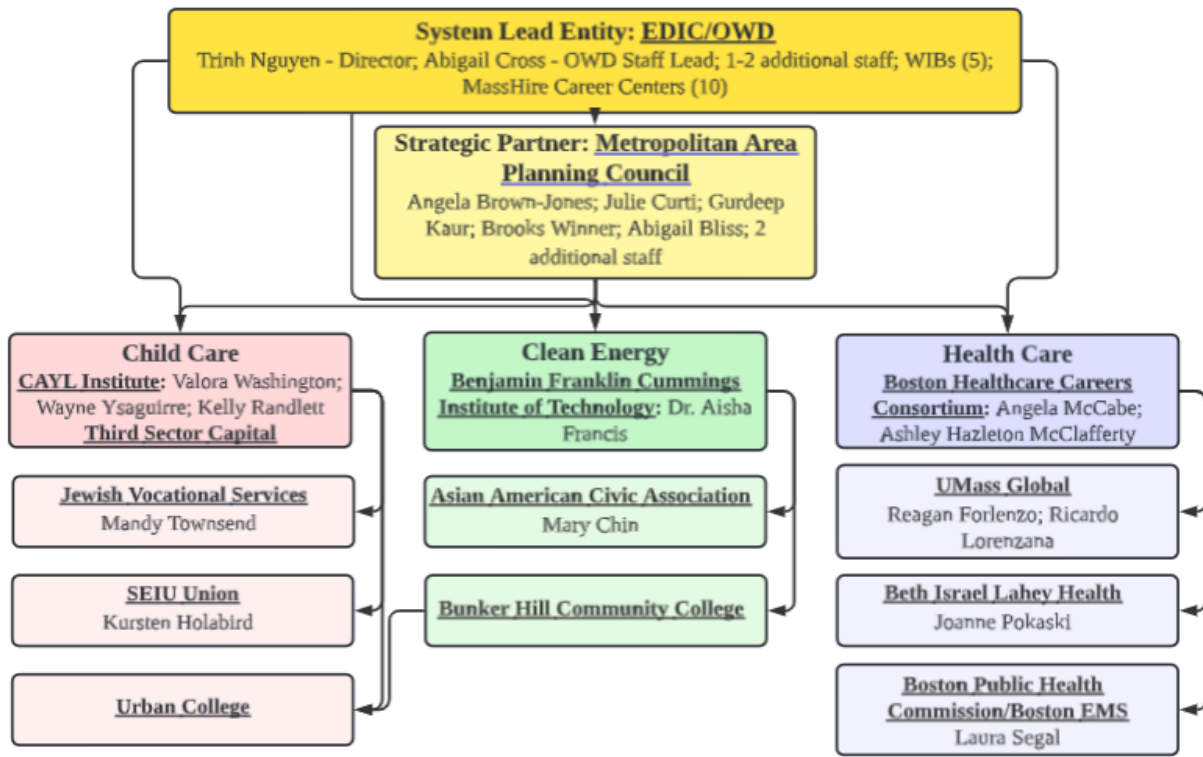 System Lead Entity: EDIC/OWD
Trinh Nguyen - Director; Abigail Cross - OWD Staff Lead; 1-2 additional staff; WIBs (5);
MassHire Career Centers (10)
Strategic Partner: Metropolitan Area
Planning Council
Angela Brown-Jones; Julie Curti; Gurdeep
Kaur; Brooks Winner; Abigail Bliss; 2
additional staff
Child Care
CAYL Institute: Valora Washington;
Wayne Ysaguirre; Kelly Randlett
Third Sector Capital
Jewish Vocational Services
Mandy Townsend
SEIU Union
Kursten Holabird
Urban College
Clean Energy
Benjamin Franklin Cummings
Institute of Technology: Dr. Aisha
Francis
Asian American Civic Association
Mary Chin
Bunker Hill Community College
Health Care
Boston Healthcare Careers
Consortium: Angela McCabe;
Ashley Hazleton McClafferty
UMass Global
Reagan Forlenzo; Ricardo
Lorenzana
Beth Israel Lahey Health
Joanne Pokaski
Boston Public Health
Commission/Boston EMS
Laura Segal